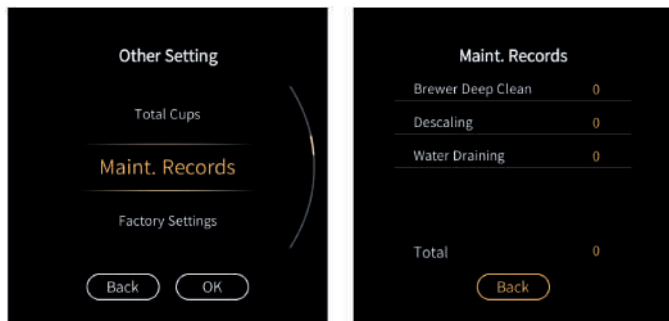 Other Setting
Total Cups
Maint. Records
Factory Settings
Back OK
Maint. Records
Brewer Deep Clean 0
Descaling 0
Water Draining 0
Total 0
Back